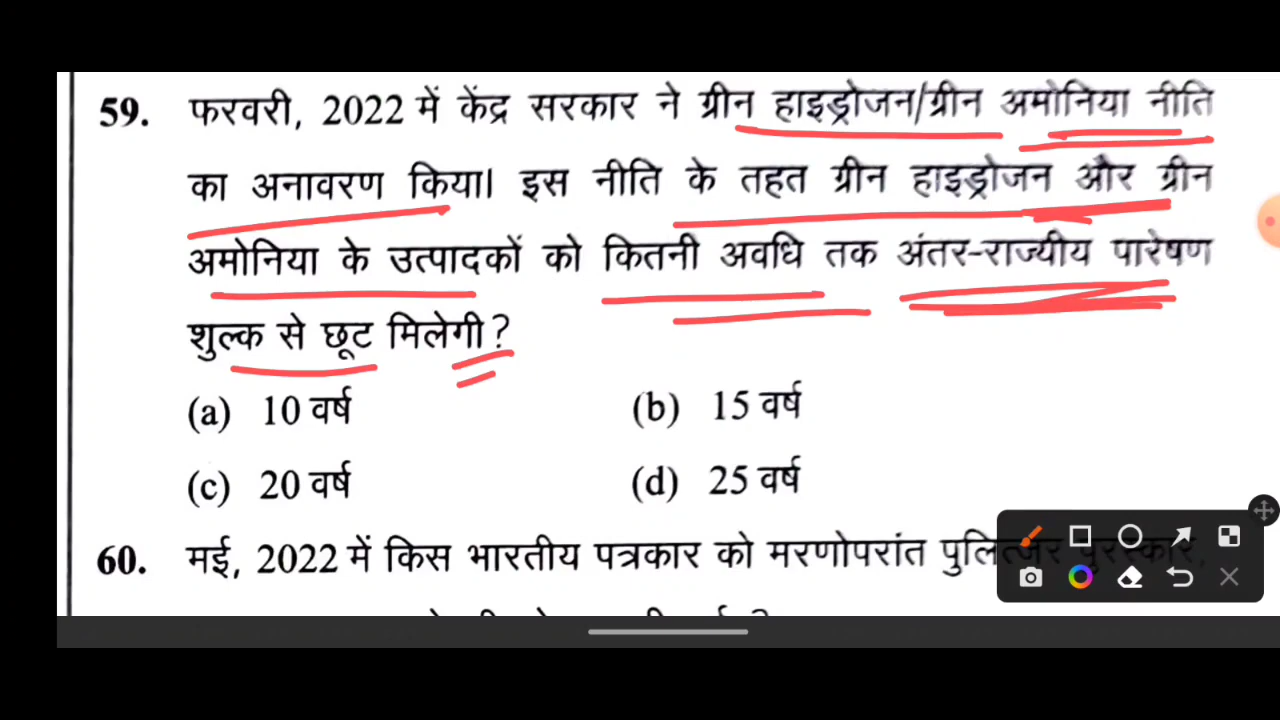 59. फरवरी, 2022 में केंद्र सरकार ने ग्रीन हाइड्रोजन/ग्रीन अमोनिया नीति
का अनावरण किया। इस नीति के तहत ग्रीन हाइड्रोजन और ग्रीन
अमोनिया के उत्पादकों को कितनी अवधि तक अंतर-राज्यीय पारेषण
शुल्क से छूट मिलेगी?
(a) 10 वर्ष (b) 15 वर्ष
(c) 20 वर्ष (d) 25 वर्ष
60. मई, 2022 में किस भारतीय पत्रकार को मरणोपरांत पुलित्जर पुरस्कार,